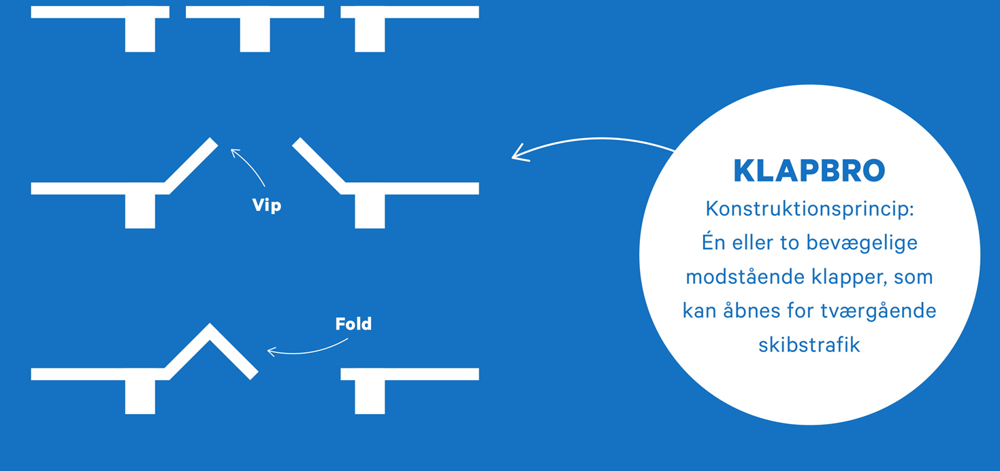 Vip
Fold
KLAPBRO
Konstruktionsprincip:
Én eller to bevægelige
modstående klapper, som
kan åbnes for tværgående
skibstrafik